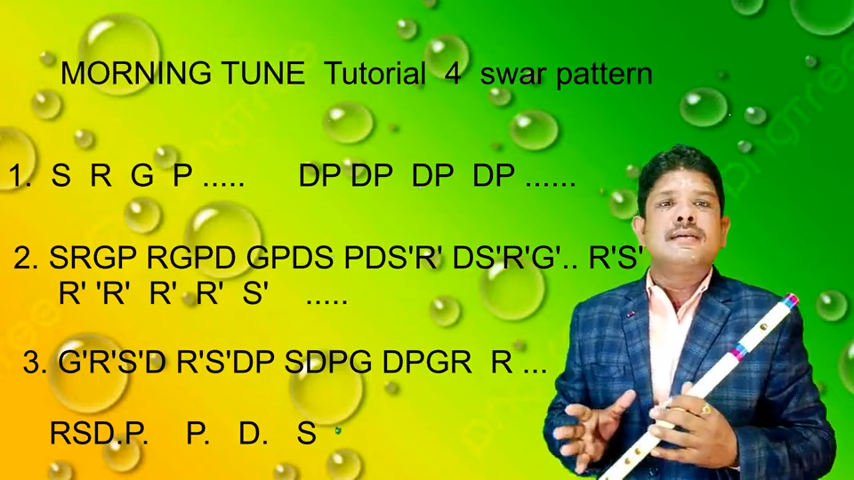 MORNING TUNE Tutorial 4 swar pattern
1. S R G P ..... DP DP DP DP ......
2. SRGP RGPD GPDS PDS'R' DS'R'G'.. R'S'
R' 'R' R' R' S' .....
3. G'R'S'D R'S'DP SDPG DPGR R ...
RSD.P. P. D. S